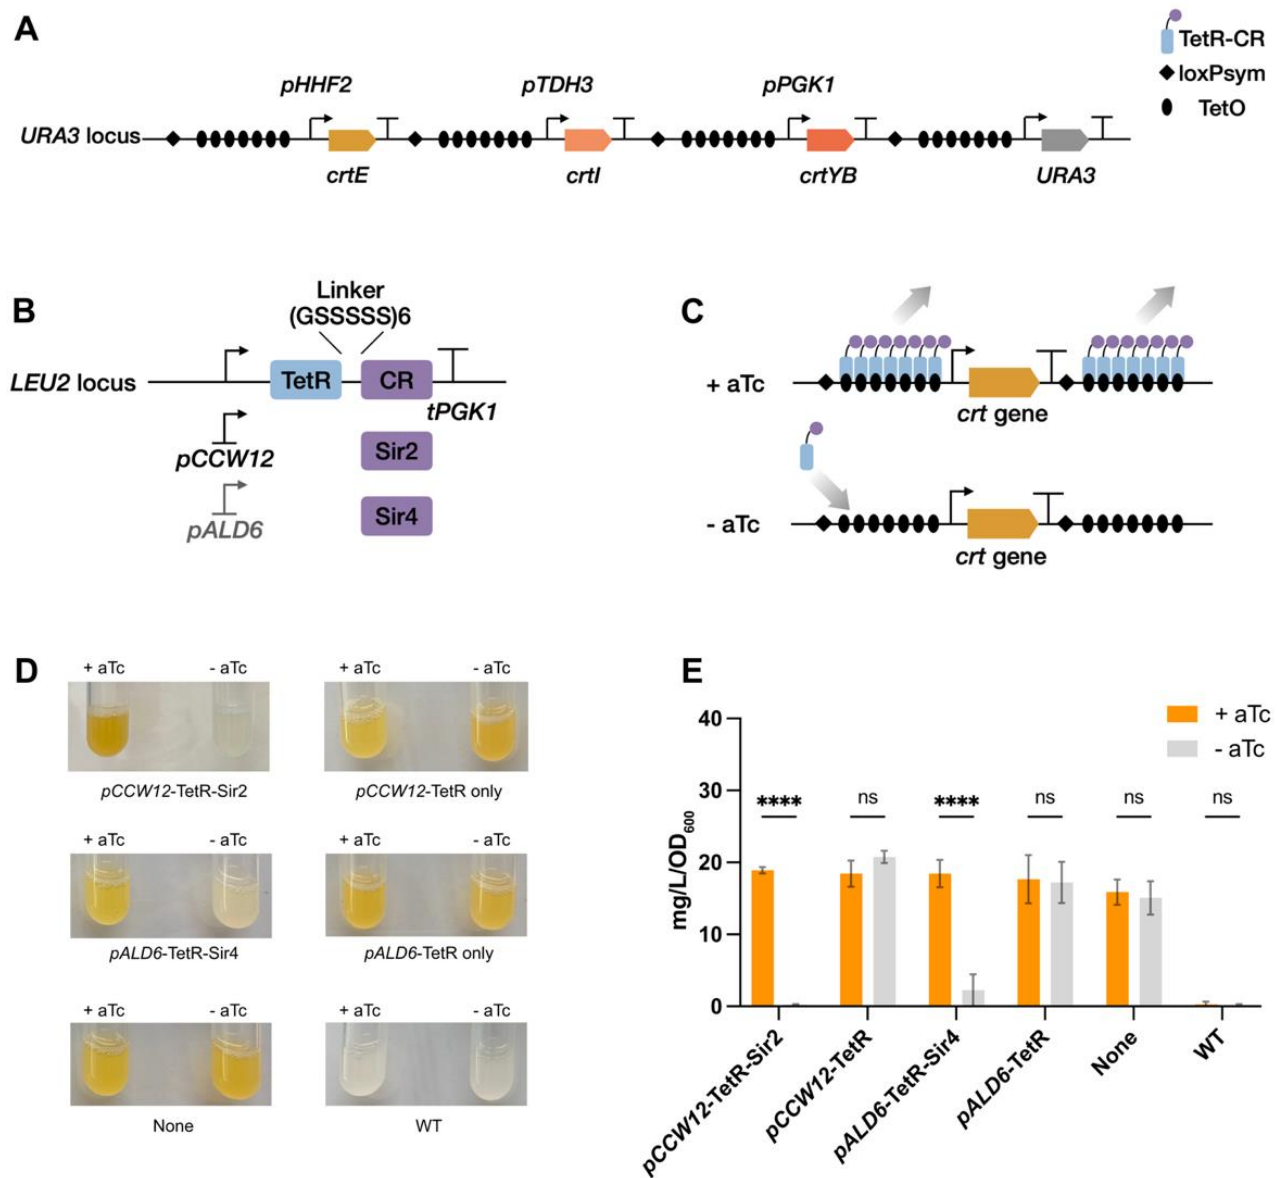 A
TetR-CR
loxPsym
TetO
pHHF2
pTDH3
pPGK1
URA3 locus
crtE
crtI
crtYB
URA3
B
Linker
(GSSSSS)6
LEU2 locus
TetR
CR
tPGK1
pCCW12
Sir2
pALD6
Sir4
C
+ aTc
crt gene
- aTc
crt gene
D
+ aTc
- aTc
pCCW12-TetR-Sir2
+ aTc
- aTc
pCCW12-TetR only
+ aTc
- aTc
pALD6-TetR-Sir4
+ aTc
- aTc
pALD6-TetR only
+ aTc
- aTc
None
+ aTc
- aTc
WT
E
+ aTc
- aTc
mg/L/OD600
40
30
20
10
0
****
ns
****
ns
ns
ns
pCCW12-TetR-Sir2
pCCW12-TetR
pALD6-TetR-Sir4
pALD6-TetR
None
WT